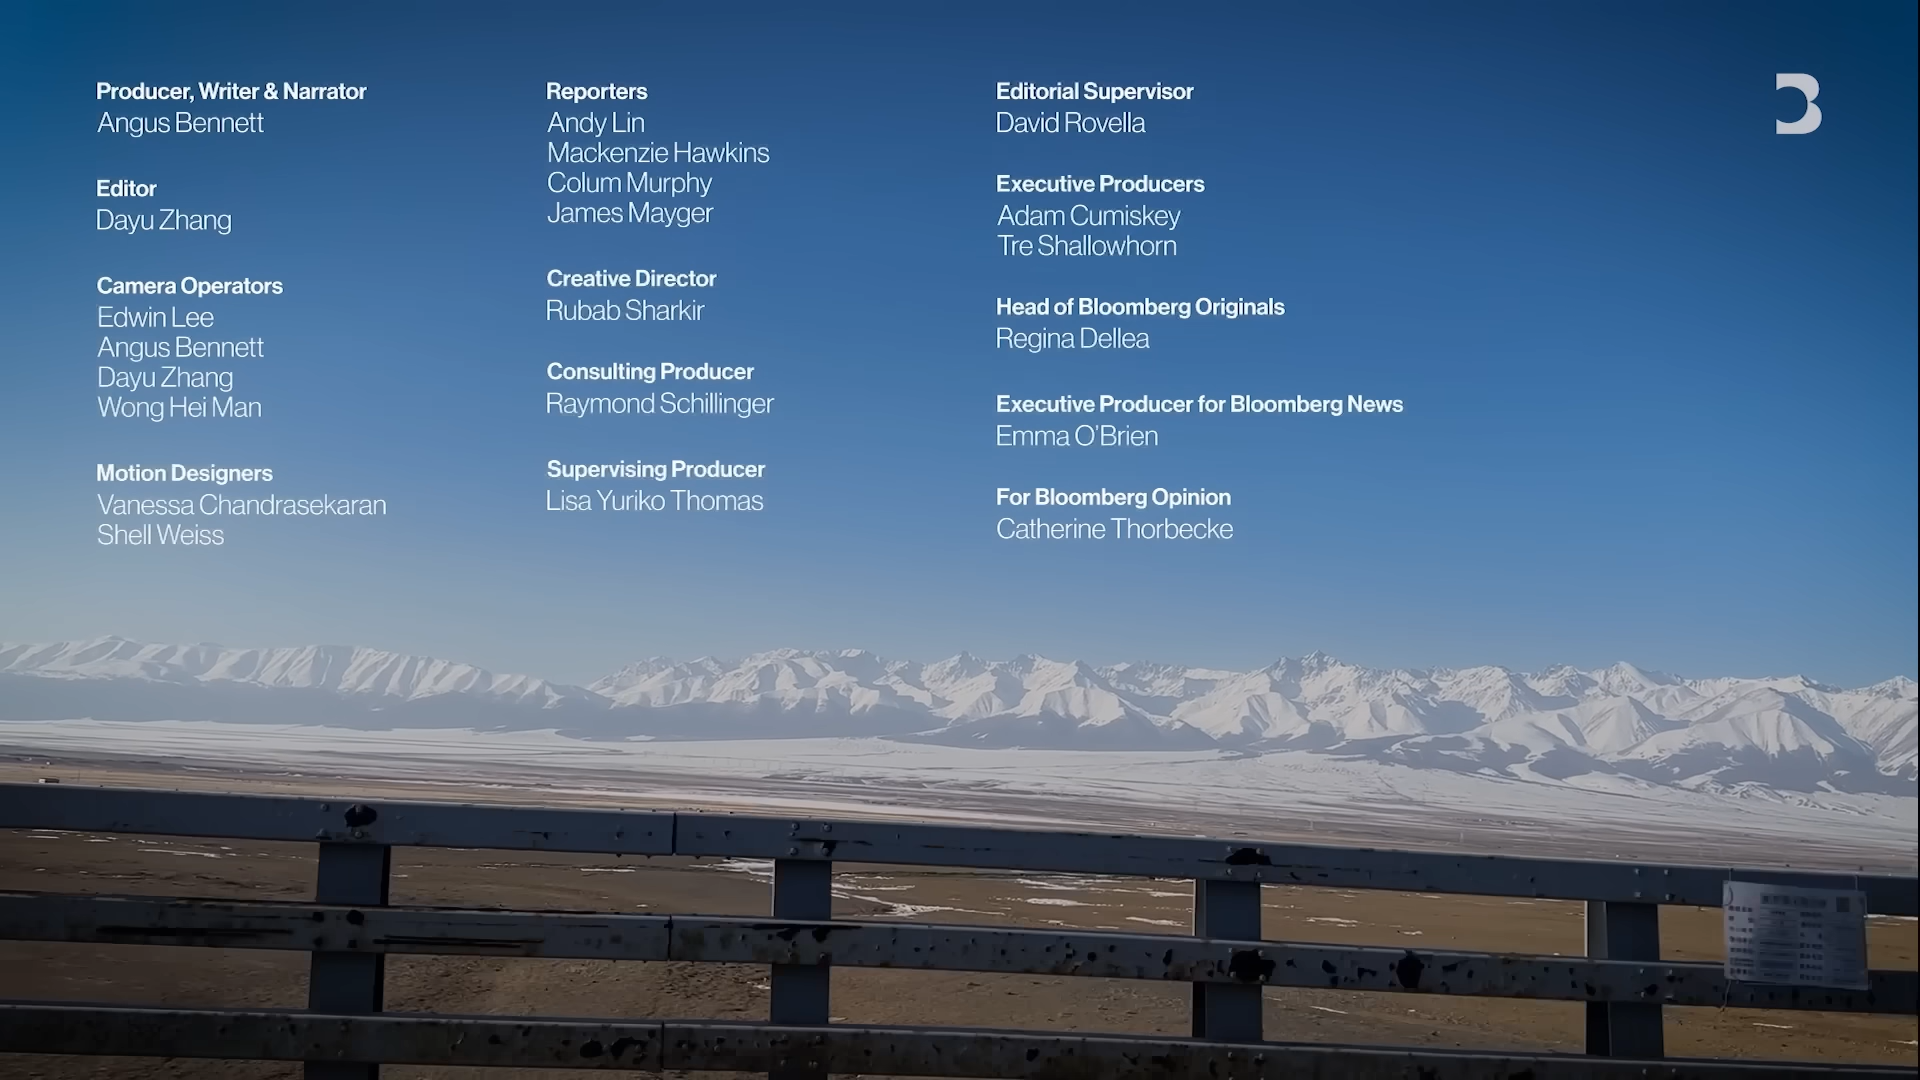 Producer, Writer & Narrator
Angus Bennett
Editor
Dayu Zhang
Camera Operators
Edwin Lee
Angus Bennett
Dayu Zhang
Wong Hei Man
Motion Designers
Vanessa Chandrasekaran
Shell Weiss
Reporters
Andy Lin
Mackenzie Hawkins
Colum Murphy
James Mayger
Creative Director
Rubab Sharkir
Consulting Producer
Raymond Schillinger
Supervising Producer
Lisa Yuriko Thomas
Editorial Supervisor
David Rovella
Executive Producers
Adam Cumiskey
Tre Shallowhorn
Head of Bloomberg Originals
Regina Dellea
Executive Producer for Bloomberg News
Emma O’Brien
For Bloomberg Opinion
Catherine Thorbecke